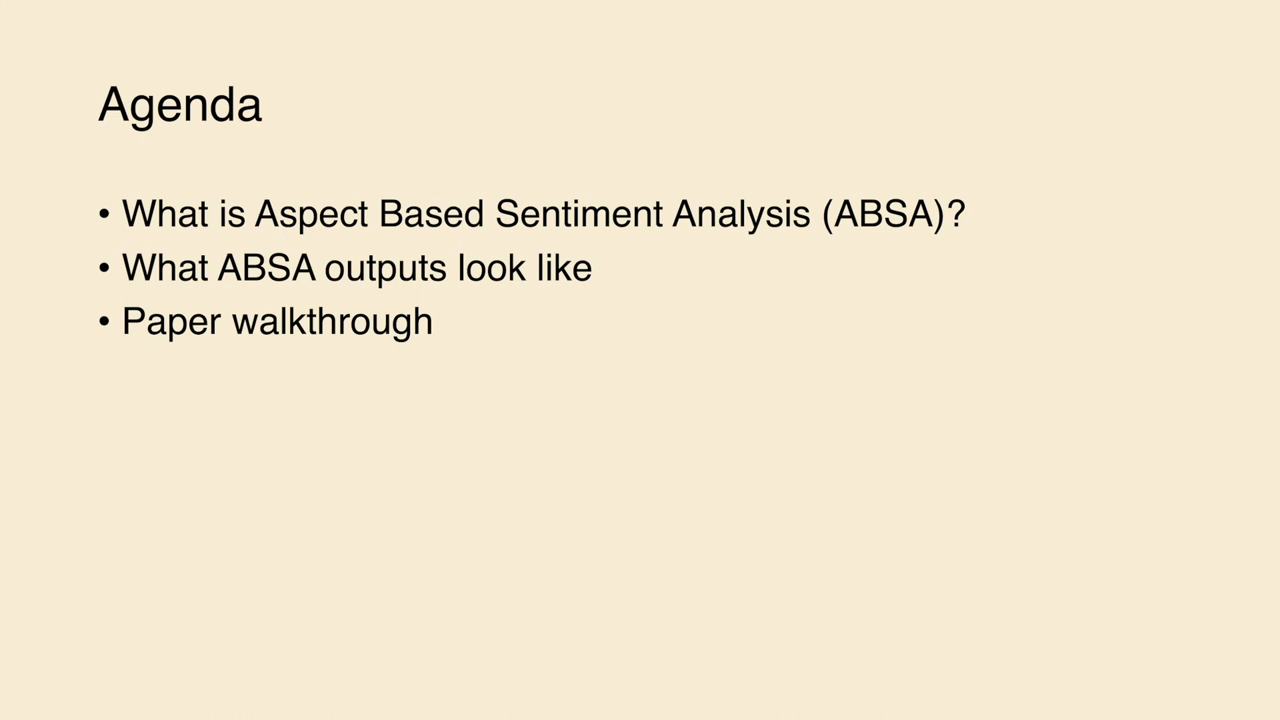 Agenda
• What is Aspect Based Sentiment Analysis (ABSA)?
• What ABSA outputs look like
• Paper walkthrough